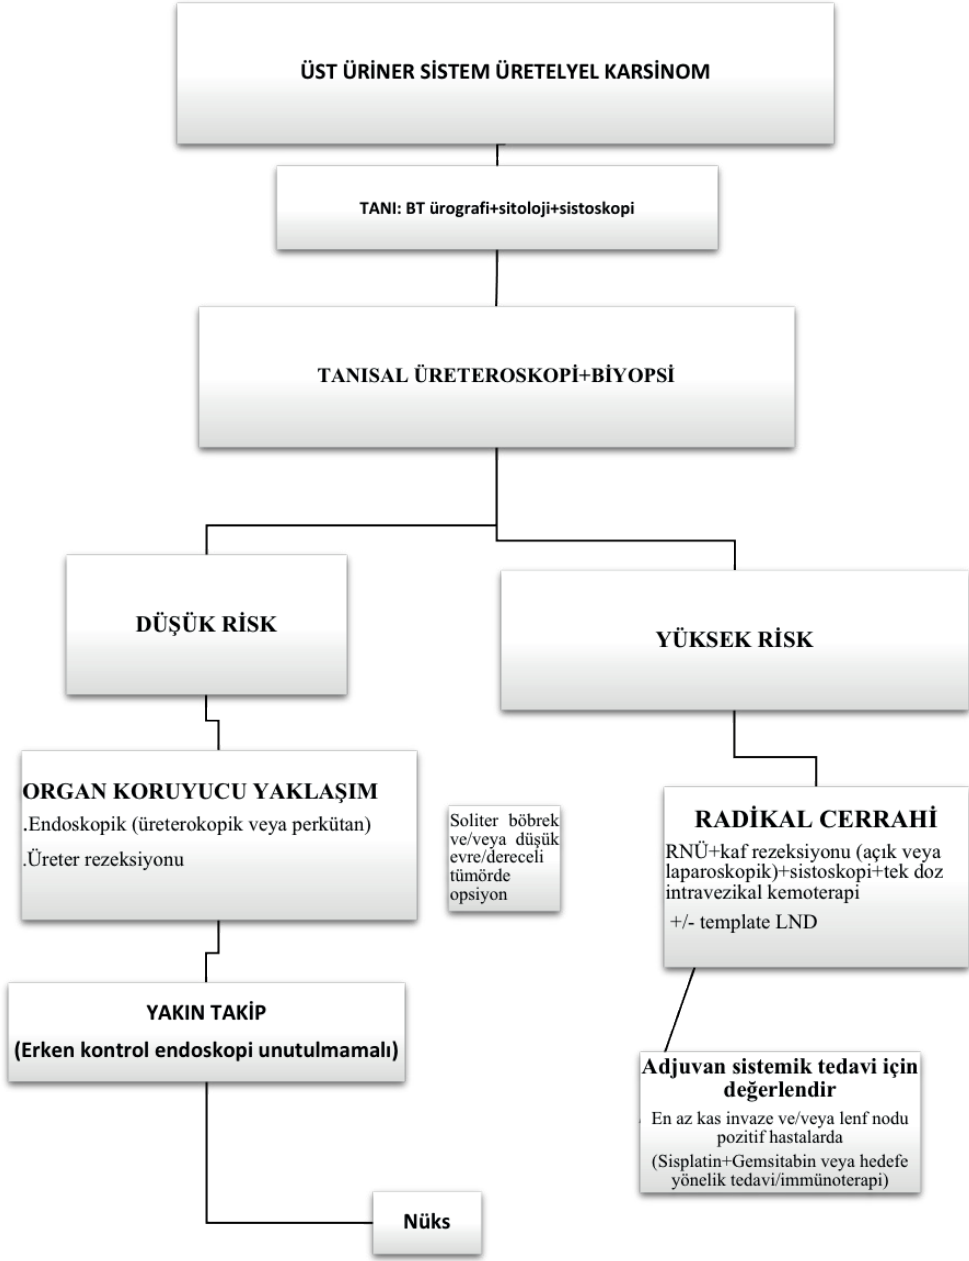 ÜST ÜRİNER SİSTEM ÜRETELYEL KARSİNOM
TANI: BT ürografi+sitoloji+sistoskopi
TANISAL ÜRETEROSKOPİ+BİYOPSİ
DÜŞÜK RİSK
YÜKSEK RİSK
ORGAN KORUYUCU YAKLAŞIM
.Endoskopik (üreterokopik veya perkütan)
.Üreter rezeksiyonu
Soliter böbrek
ve/veya düşük
evre/dereceli
tümörde
opsiyon
RADİKAL CERRAHİ
RNÜ+kaf rezeksiyonu (açık veya
laparoskopik)+sistoskopi+tek doz
intravezikal kemoterapi
+/- template LND
YAKIN TAKİP
(Erken kontrol endoskopi unutulmamalı)
Adjuvan sistemik tedavi için
değerlendir
En az kas invaze ve/veya lenf nodu
pozitif hastalarda
(Sisplatin+Gemsitabin veya hedefe
yönelik tedavi/immünoterapi)
Nüks